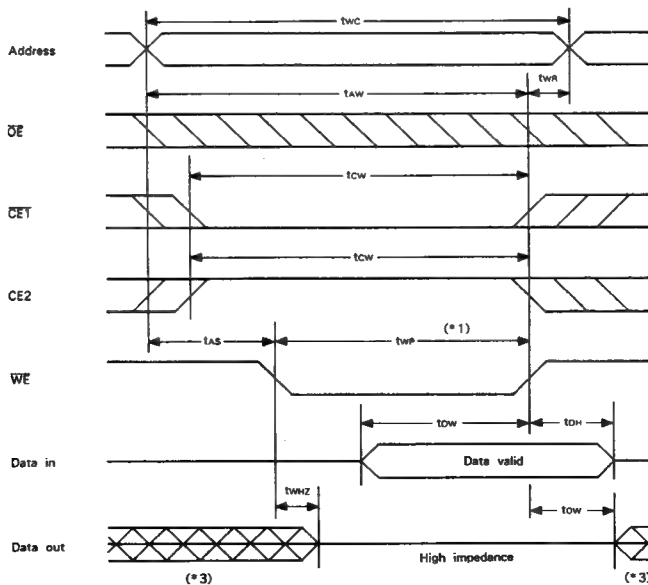 tWC
Address
tAW
tWR
OE
tCW
CE1
tCW
CE2
tAS
tWP
(*1)
WE
tDW
tDH
Data in
Data valid
tWHZ
tOW
Data out
High impedance
(*3)
(*3)